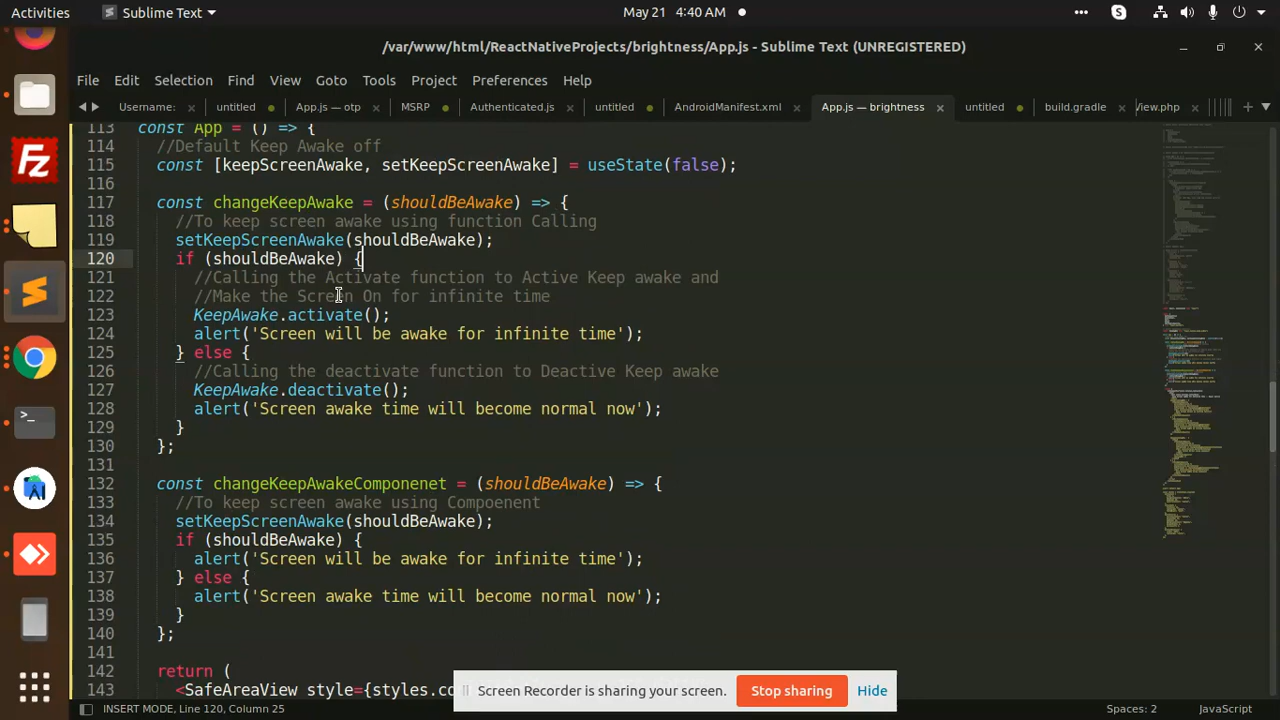 Activities Sublime Text May 21 4:40 AM
/var/www/html/ReactNativeProjects/brightness/App.js - Sublime Text (UNREGISTERED)
File Edit Selection Find View Goto Tools Project Preferences Help
Username: untitled App.js — otp MSRP Authenticated.js untitled AndroidManifest.xml App.js — brightness untitled build.gradle View.php
113 const App = () => {
114 //Default Keep Awake off
115 const [keepScreenAwake, setKeepScreenAwake] = useState(false);
116
117 const changeKeepAwake = (shouldBeAwake) => {
118 //To keep screen awake using function Calling
119 setKeepScreenAwake(shouldBeAwake);
120 if (shouldBeAwake) {
121 //Calling the Activate function to Active Keep awake and
122 //Make the Screen On for infinite time
123 KeepAwake.activate();
124 alert('Screen will be awake for infinite time');
125 } else {
126 //Calling the deactivate function to Deactive Keep awake
127 KeepAwake.deactivate();
128 alert('Screen awake time will become normal now');
129 }
130 };
131
132 const changeKeepAwakeComponenet = (shouldBeAwake) => {
133 //To keep screen awake using Compoenent
134 setKeepScreenAwake(shouldBeAwake);
135 if (shouldBeAwake) {
136 alert('Screen will be awake for infinite time');
137 } else {
138 alert('Screen awake time will become normal now');
139 }
140 };
141
142 return (
143 <SafeAreaView style={styles.co
Screen Recorder is sharing your screen. Stop sharing Hide
INSERT MODE, Line 120, Column 25 Spaces: 2 JavaScript